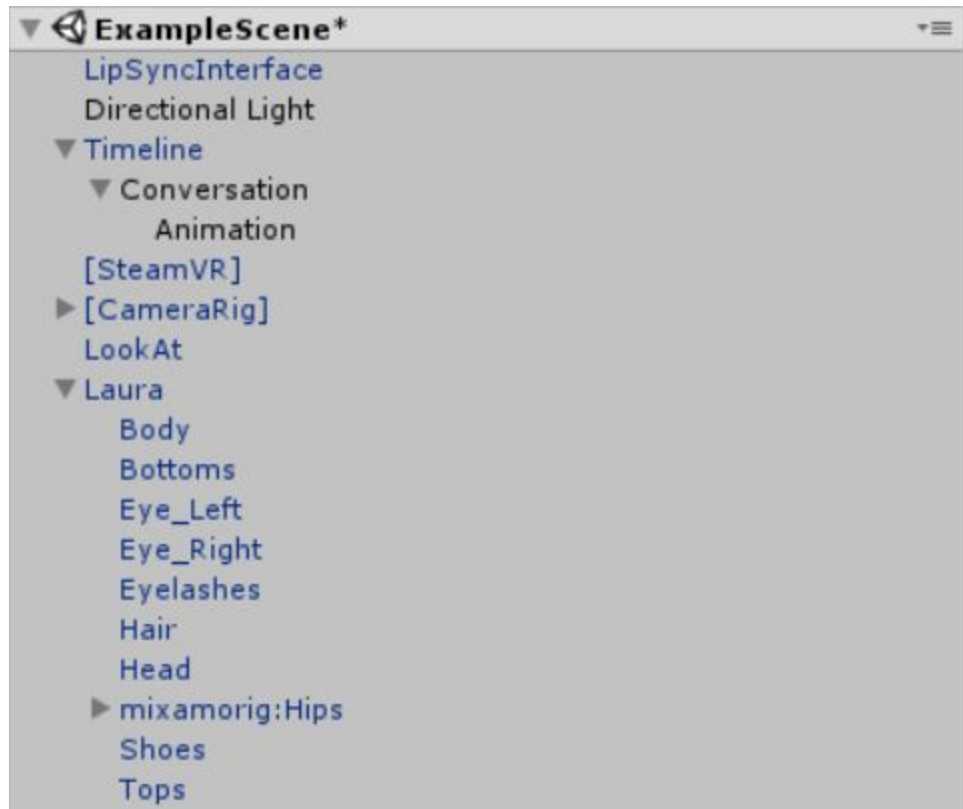 ExampleScene*
LipSyncInterface
Directional Light
Timeline
Conversation
Animation
[SteamVR]
[CameraRig]
LookAt
Laura
Body
Bottoms
Eye_Left
Eye_Right
Eyelashes
Hair
Head
mixamorig:Hips
Shoes
Tops